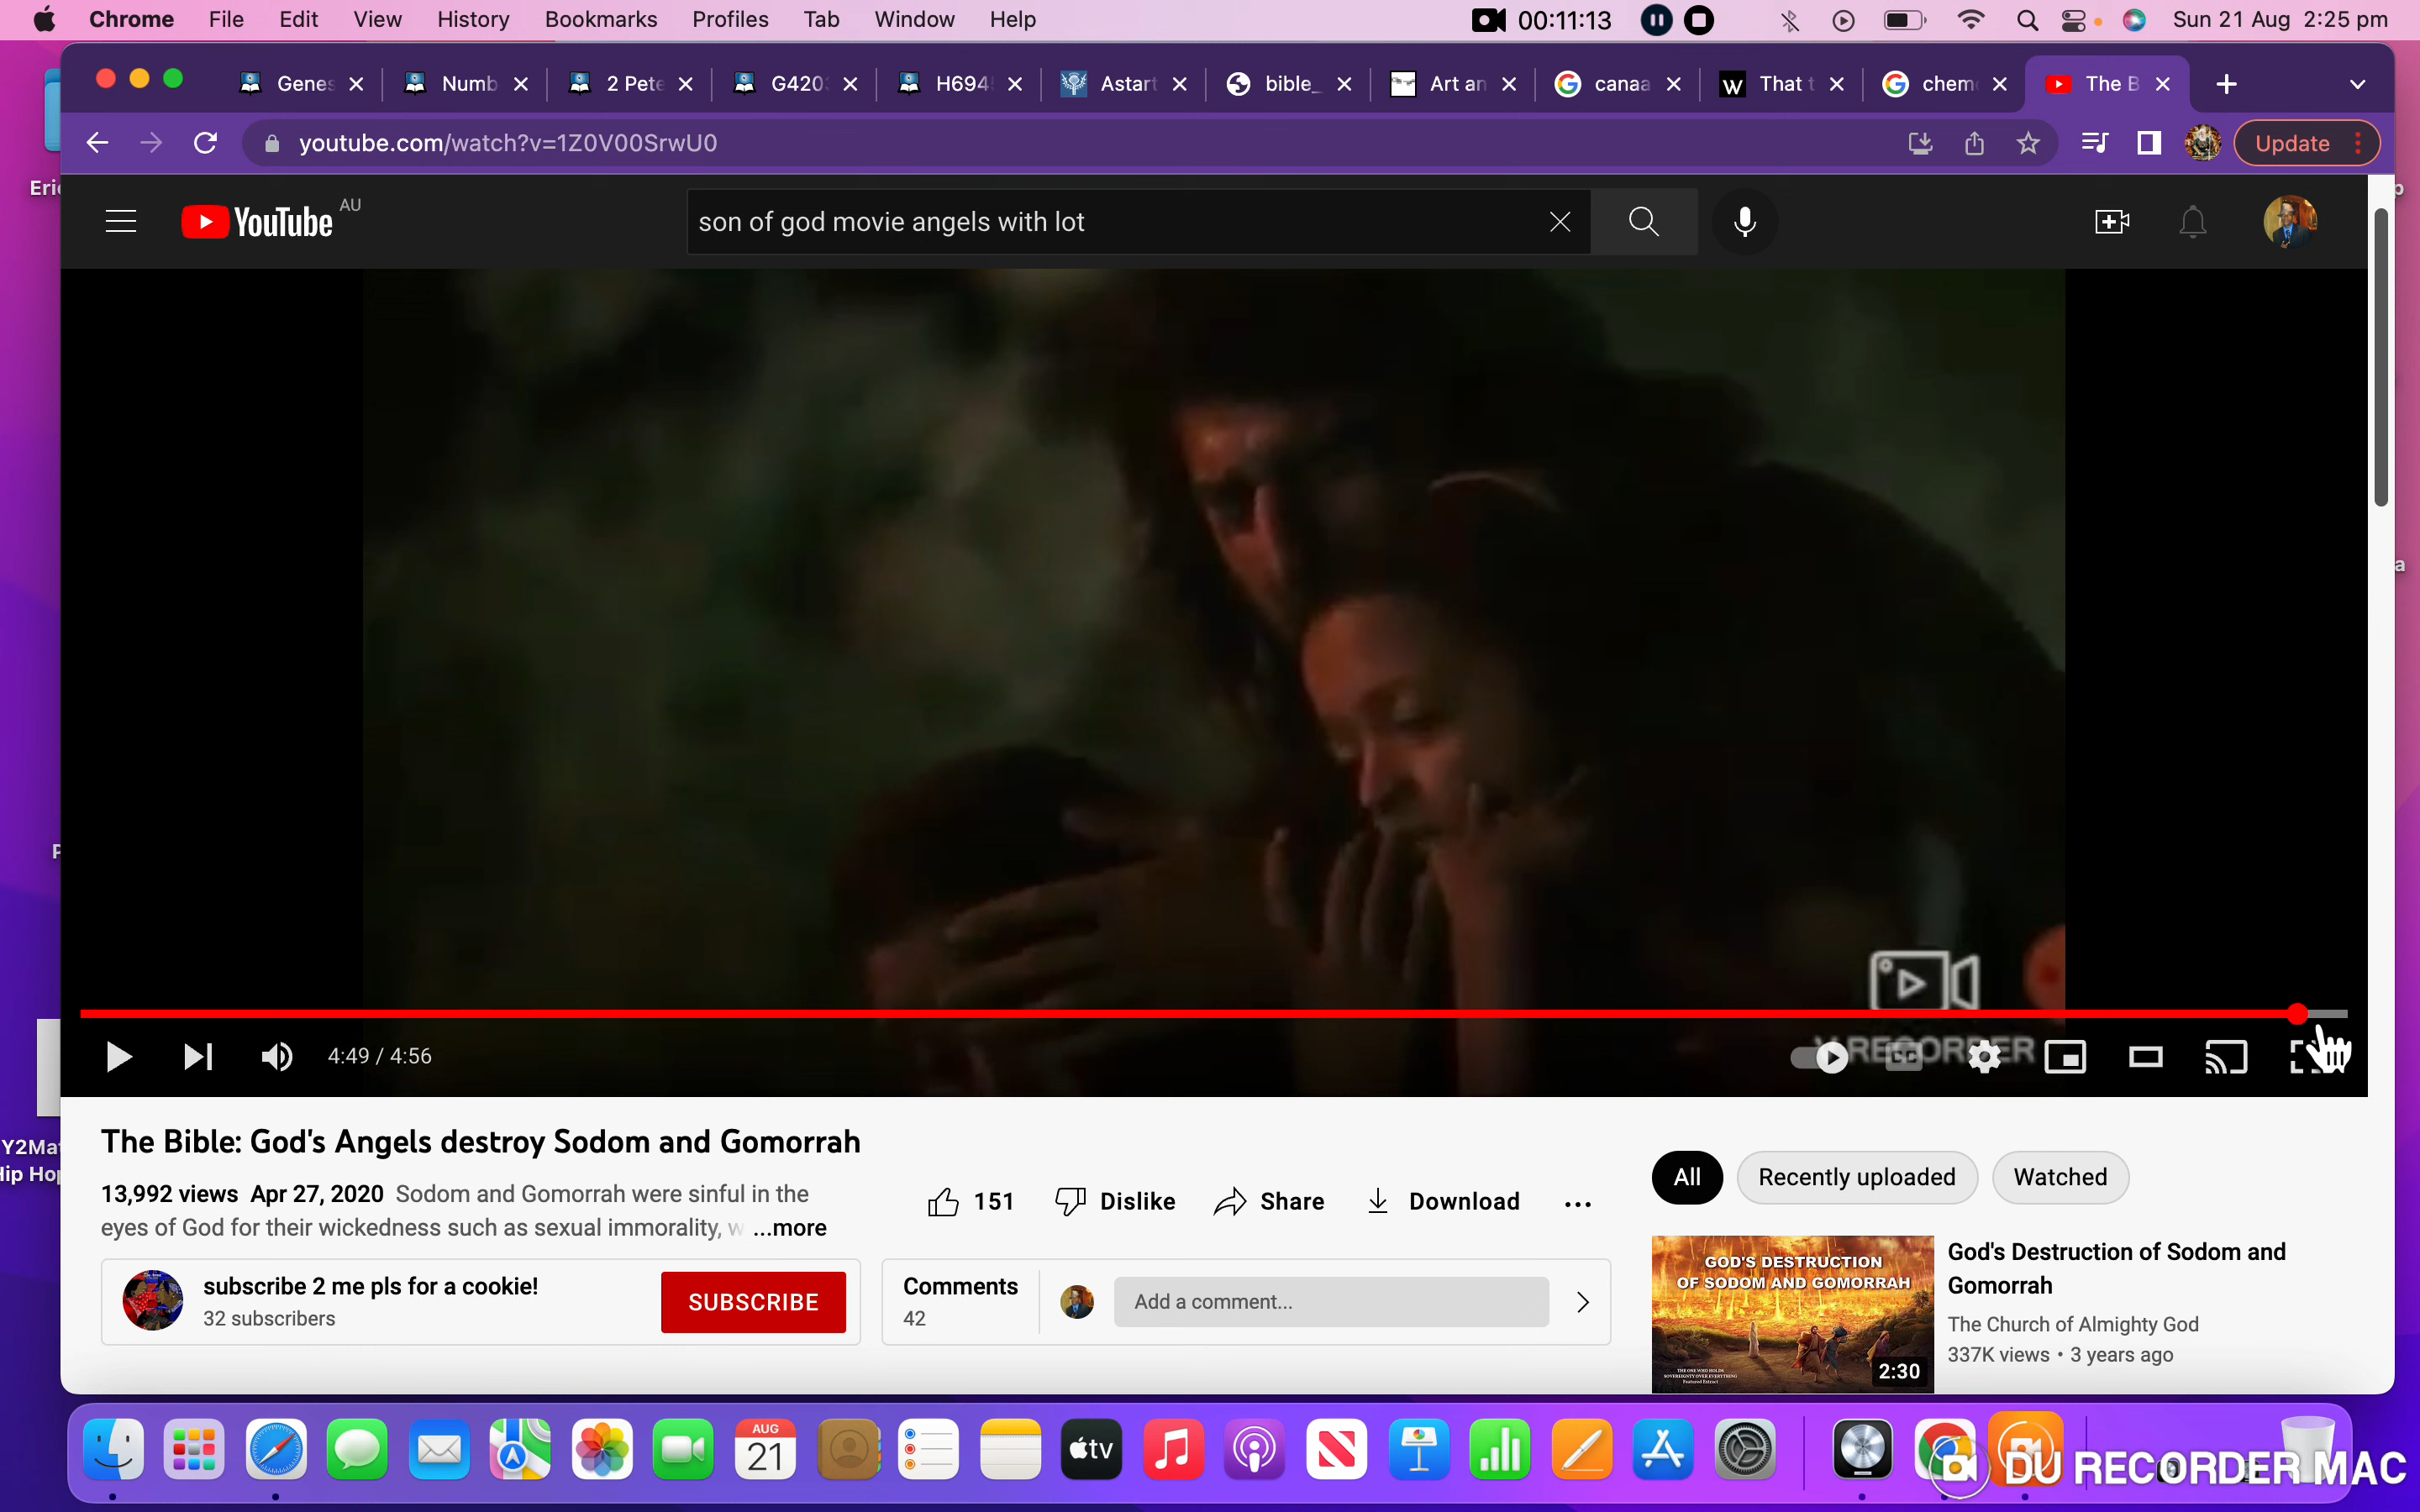 Chrome File Edit View History Bookmarks Profiles Tab Window Help 00:11:13 Sun 21 Aug 2:25 pm
Genes Numb 2 Pete G420 H694 Astart bible_ Art an canaa That t chem The B
youtube.com/watch?v=1Z0V00SrwU0 Update
YouTube AU
son of god movie angels with lot
4:49 / 4:56
The Bible: God's Angels destroy Sodom and Gomorrah
13,992 views Apr 27, 2020 Sodom and Gomorrah were sinful in the
eyes of God for their wickedness such as sexual immorality, w ...more
151 Dislike Share Download
subscribe 2 me pls for a cookie!
32 subscribers
SUBSCRIBE
Comments
42
Add a comment...
All Recently uploaded Watched
GOD'S DESTRUCTION
OF SODOM AND GOMORRAH
2:30
God's Destruction of Sodom and
Gomorrah
The Church of Almighty God
337K views • 3 years ago
Y2Mat
Hip Hop
AUG
21
tv
DU RECORDER MAC